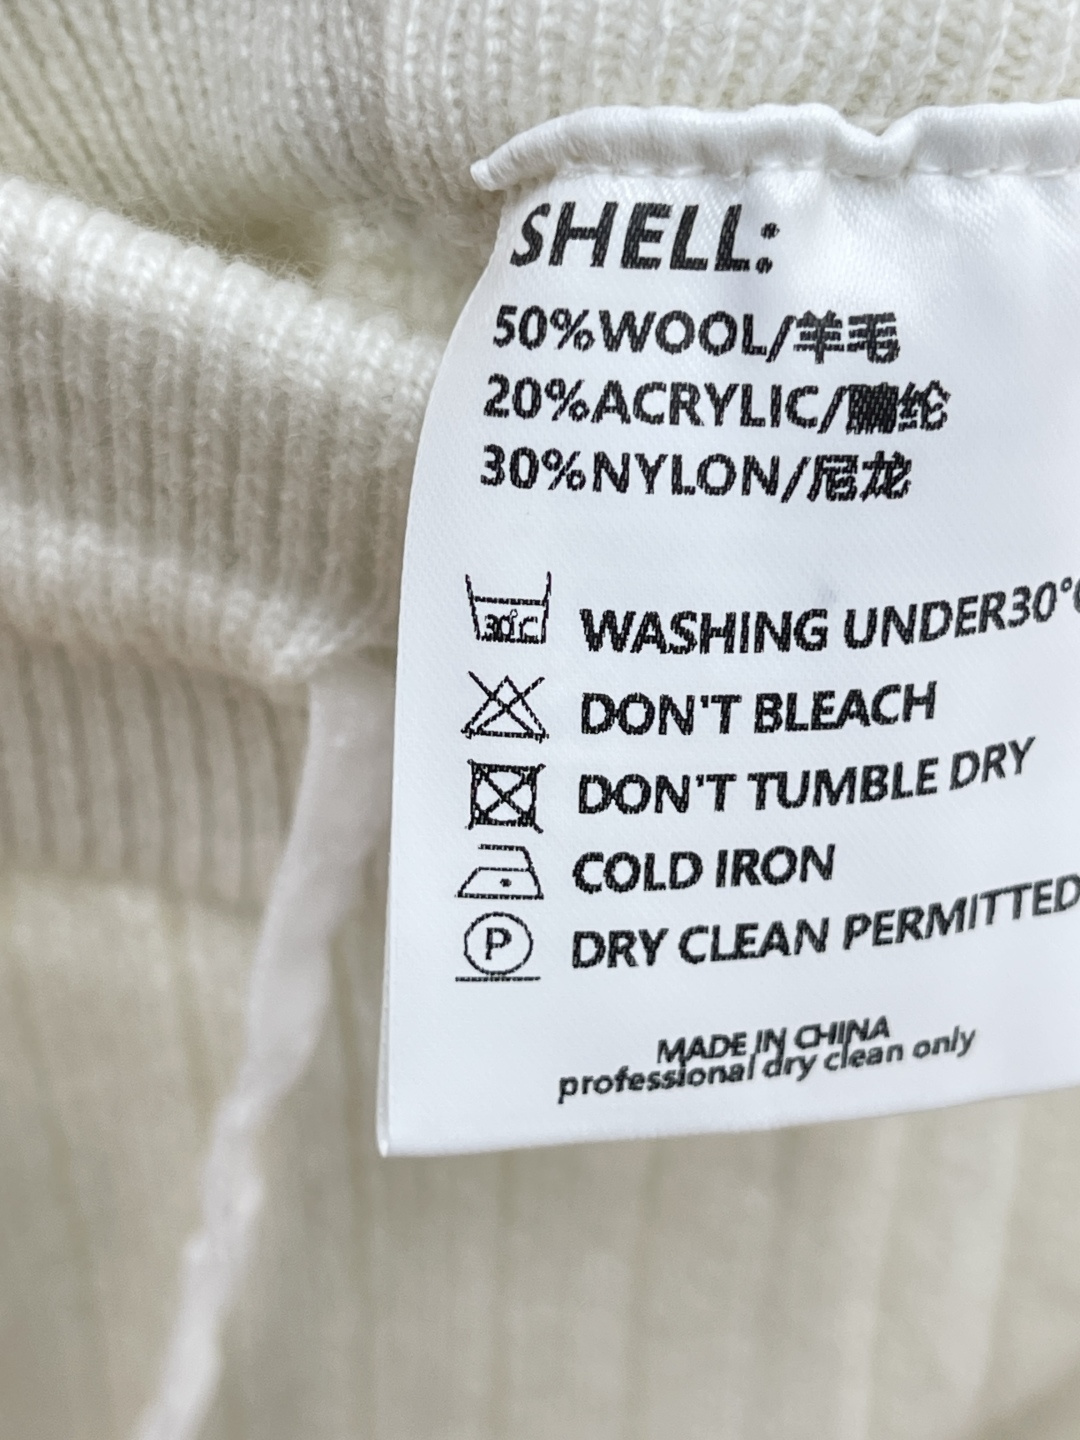 SHELL:
50%WOOL/羊毛
20%ACRYLIC/腈纶
30%NYLON/尼龙
30℃ WASHING UNDER30°C
DON'T BLEACH
DON'T TUMBLE DRY
COLD IRON
P DRY CLEAN PERMITTED
MADE IN CHINA
professional dry clean only